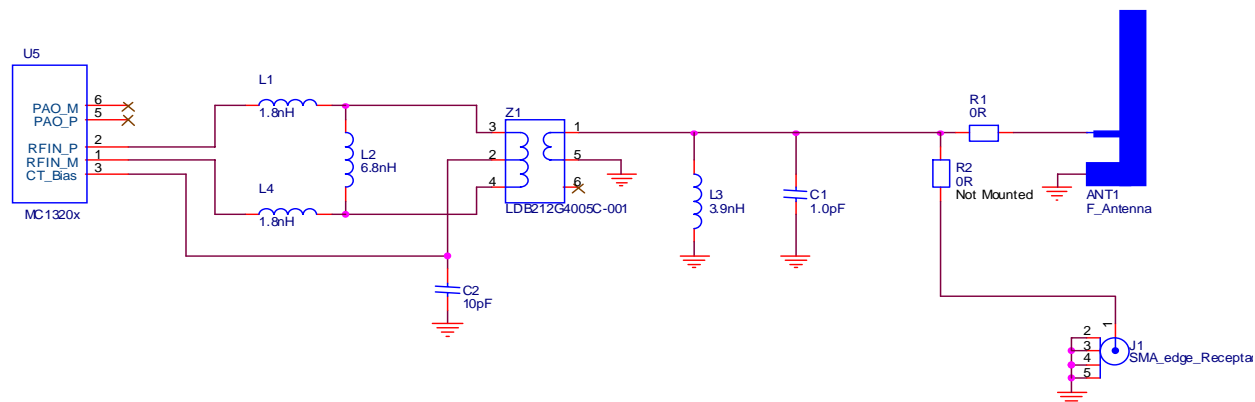 U5
PAO_M
6
PAO_P
5
RFIN_P
2
RFIN_M
1
CT_Bias
3
MC1320x
L1
1.8nH
L2
6.8nH
L4
1.8nH
C2
10pF
Z1
3
1
2
5
4
6
LDB212G4005C-001
L3
3.9nH
C1
1.0pF
R1
0R
R2
0R
Not Mounted
ANT1
F_Antenna
1
2
3
4
5
J1
SMA_edge_Receptac